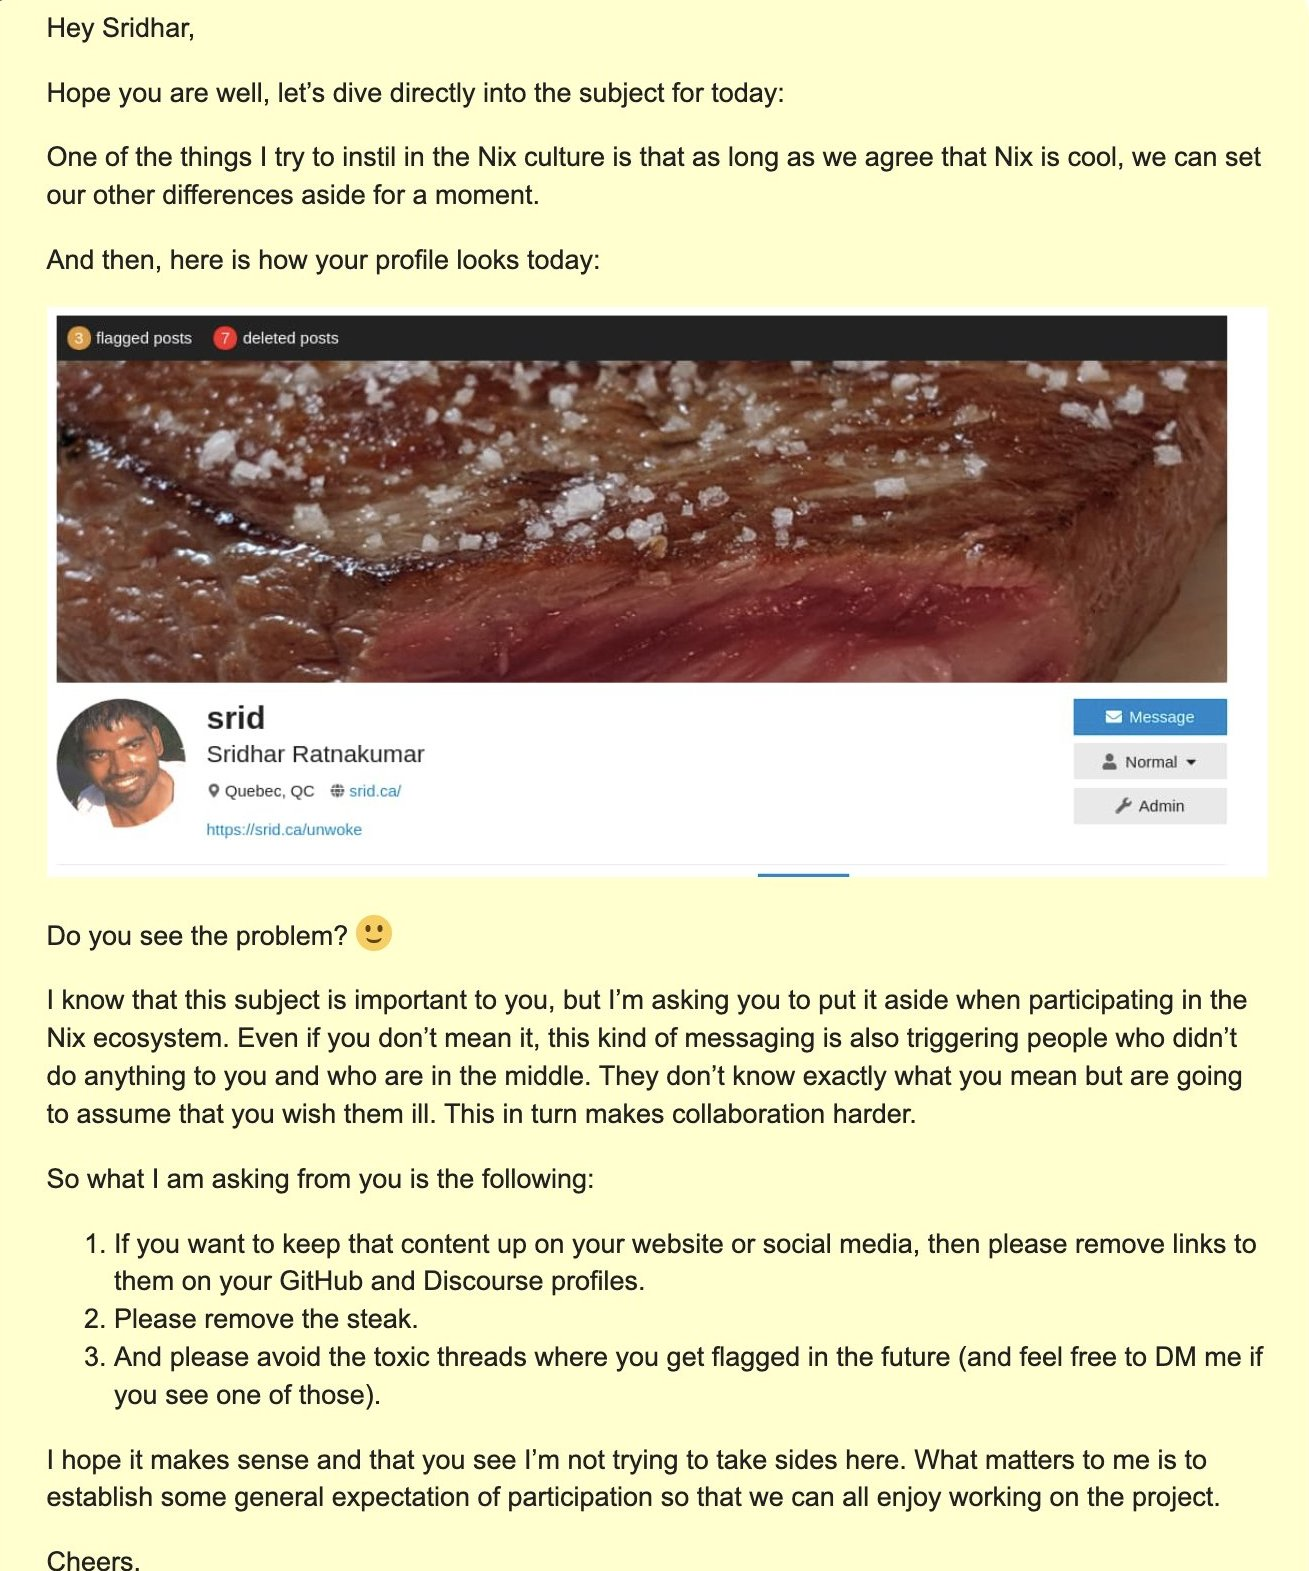 Hey Sridhar,
Hope you are well, let’s dive directly into the subject for today:
One of the things I try to instil in the Nix culture is that as long as we agree that Nix is cool, we can set
our other differences aside for a moment.
And then, here is how your profile looks today:
3 flagged posts 7 deleted posts
srid
Sridhar Ratnakumar
Quebec, QC srid.ca/
https://srid.ca/unwoke
Message
Normal
Admin
Do you see the problem? 🙂
I know that this subject is important to you, but I’m asking you to put it aside when participating in the
Nix ecosystem. Even if you don’t mean it, this kind of messaging is also triggering people who didn’t
do anything to you and who are in the middle. They don’t know exactly what you mean but are going
to assume that you wish them ill. This in turn makes collaboration harder.
So what I am asking from you is the following:
1. If you want to keep that content up on your website or social media, then please remove links to
them on your GitHub and Discourse profiles.
2. Please remove the steak.
3. And please avoid the toxic threads where you get flagged in the future (and feel free to DM me if
you see one of those).
I hope it makes sense and that you see I’m not trying to take sides here. What matters to me is to
establish some general expectation of participation so that we can all enjoy working on the project.
Cheers,